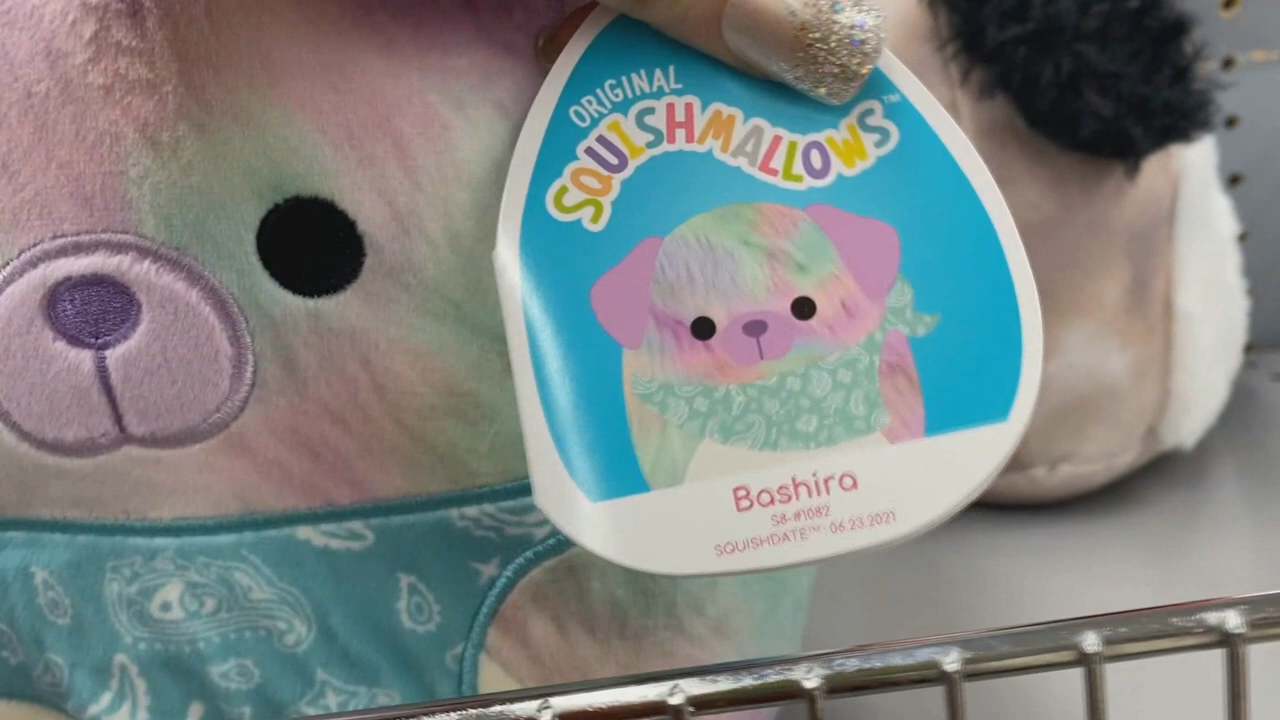 ORIGINAL
SQUISHMALLOWS™
Bashira
S8-#1082
SQUISHDATE™: 06.23.2021